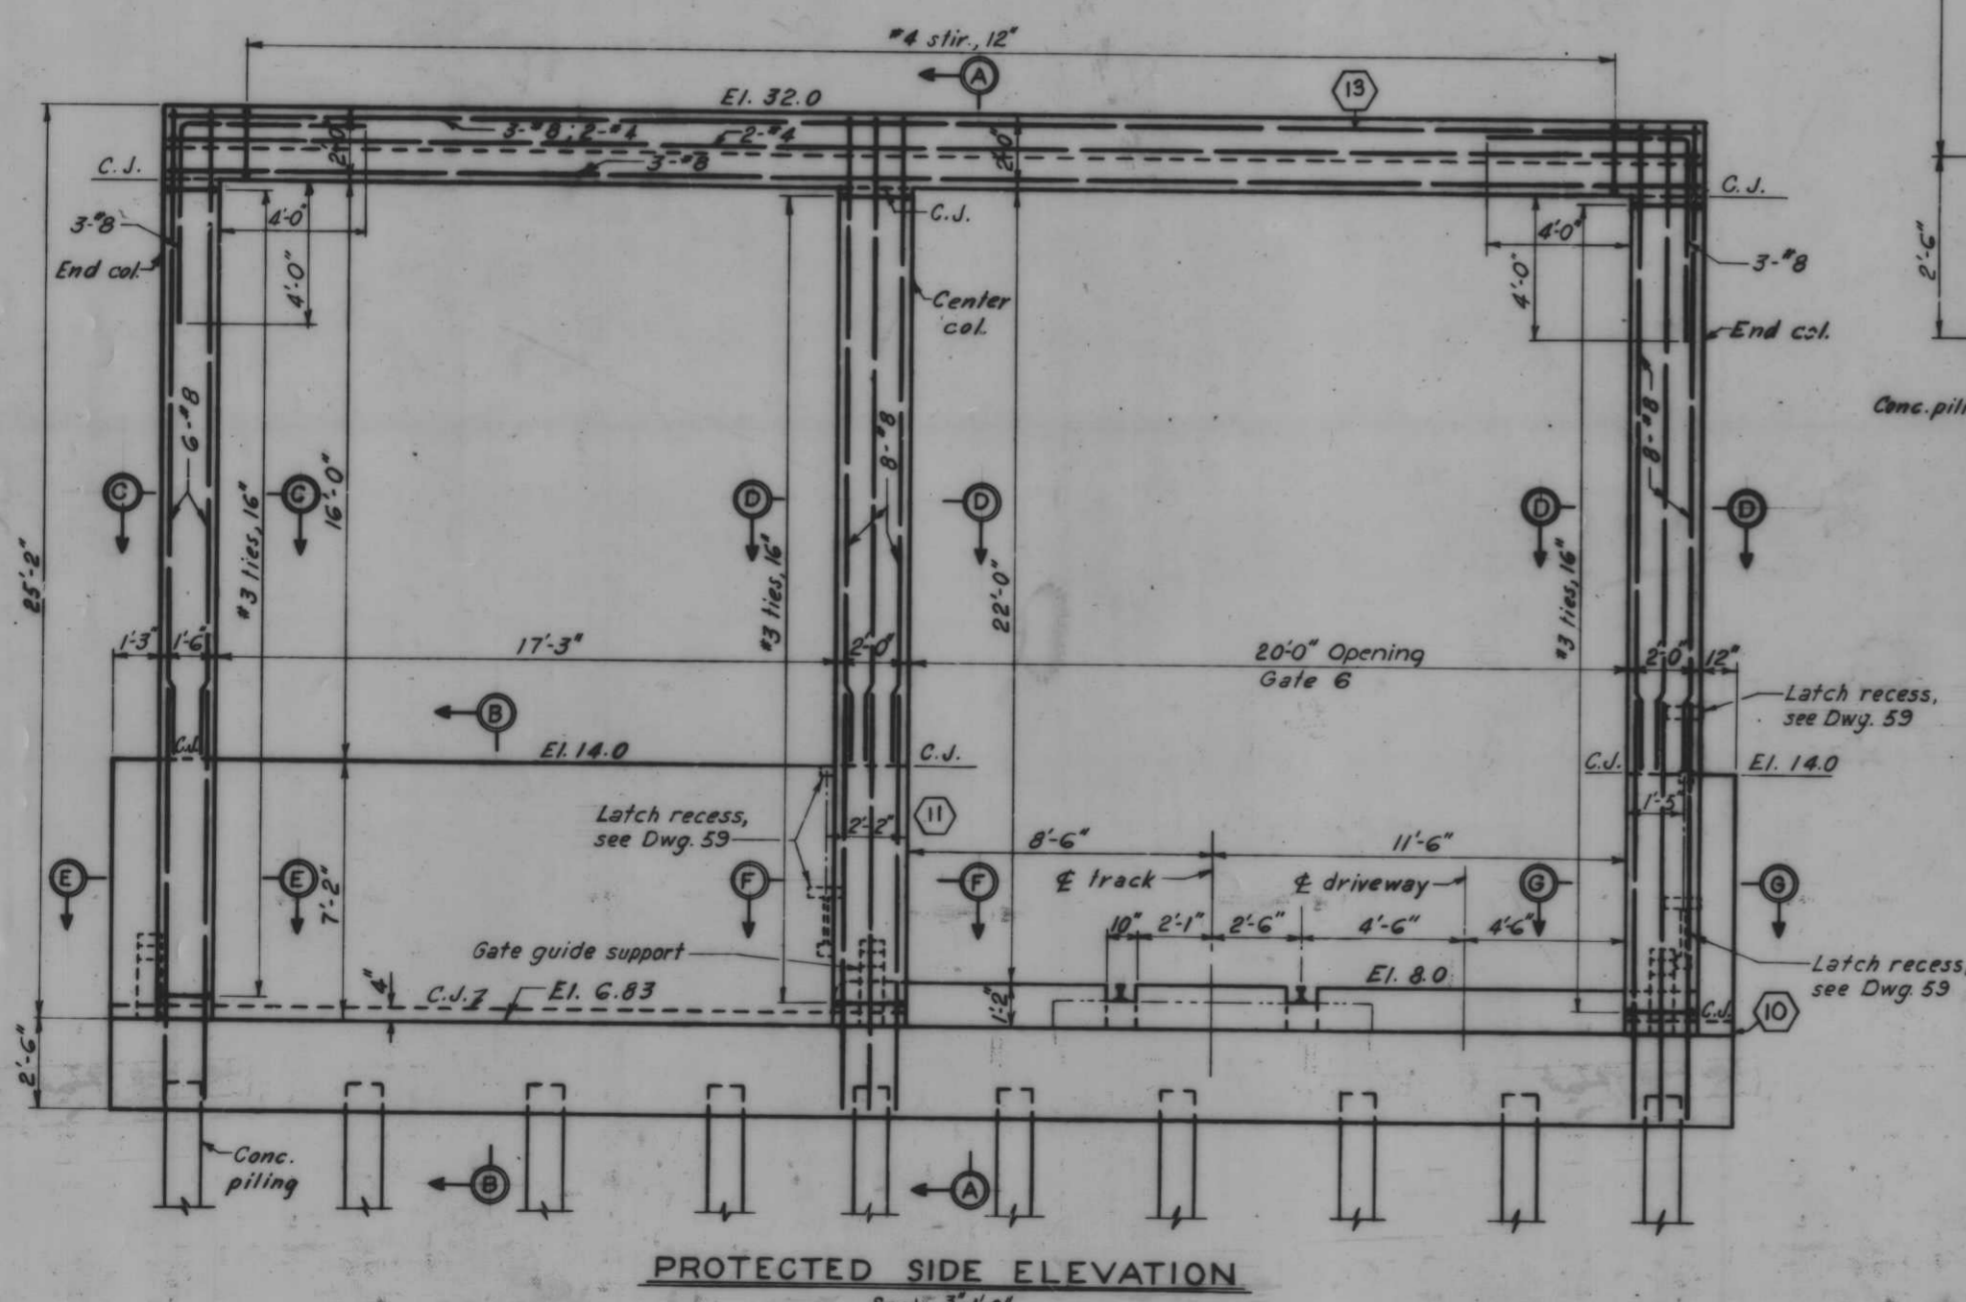 #4 stir., 12"
A
El. 32.0
13
3-#8; 2-#4
2-#4
2'-0"
2'-0"
3-#8
C.J.
C.J.
C.J.
3-#8
4'-0"
4'-0"
4'-0"
4'-0"
3-#8
2'-6"
End col.
Center
col.
End col.
Conc. pil
6-#8
8-#8
8-#8
C
C
D
D
D
D
#3 ties, 16"
16'-0"
#3 ties, 16"
22'-0"
#3 ties, 16"
25'-2"
1'-3"
1'-6"
17'-3"
2'-0"
20'-0" Opening
Gate 6
2'-0"
12"
Latch recess,
see Dwg. 59
B
C.J.
El. 14.0
C.J.
C.J.
El. 14.0
Latch recess,
see Dwg. 59
2'-2"
11
1'-5"
8'-6"
11'-6"
E
E
7'-2"
F
F
℄ track
℄ driveway
G
G
10"
2'-1"
2'-6"
4'-6"
4'-6"
Gate guide support
4"
C.J.
El. 6.83
1'-2"
El. 8.0
Latch recess,
see Dwg. 59
C.J.
10
2'-6"
Conc.
piling
B
A
PROTECTED SIDE ELEVATION